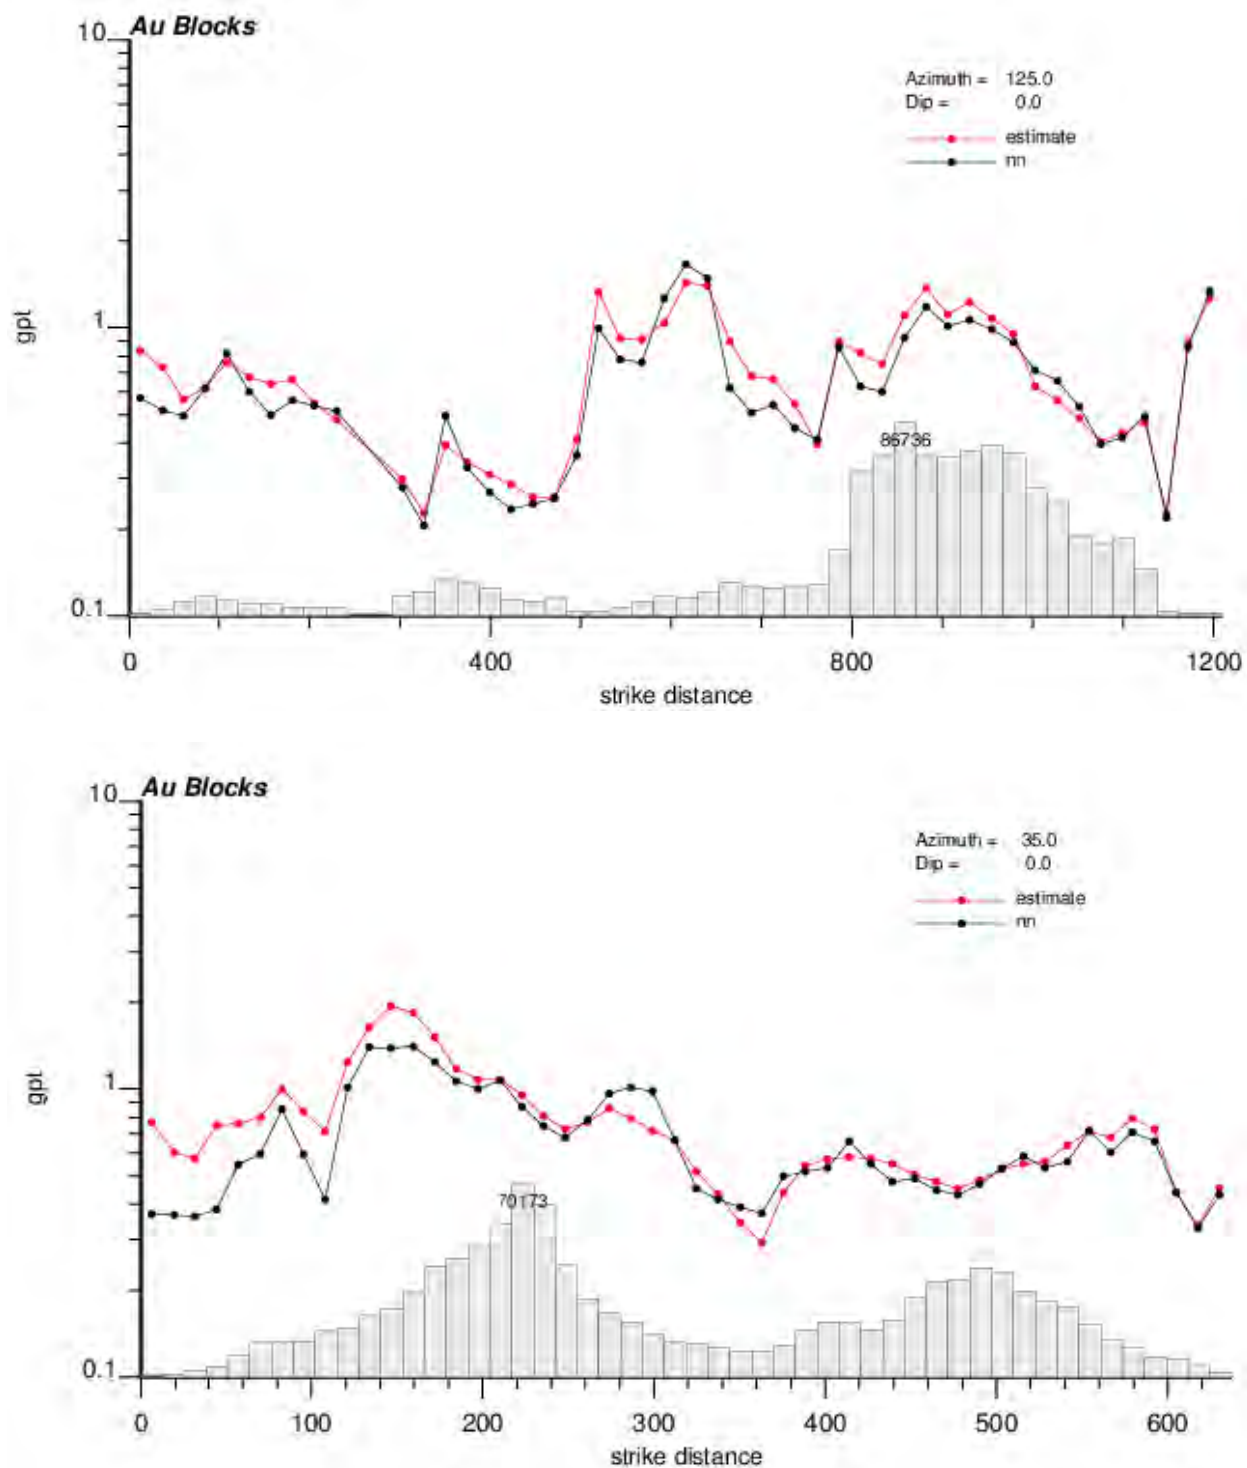 Au Blocks
10
Azimuth = 125.0
Dip = 0.0
estimate
nn
gpt
1
86736
0.1
0 400 800 1200
strike distance
Au Blocks
10
Azimuth = 35.0
Dip = 0.0
estimate
nn
gpt
1
70173
0.1
0 100 200 300 400 500 600
strike distance